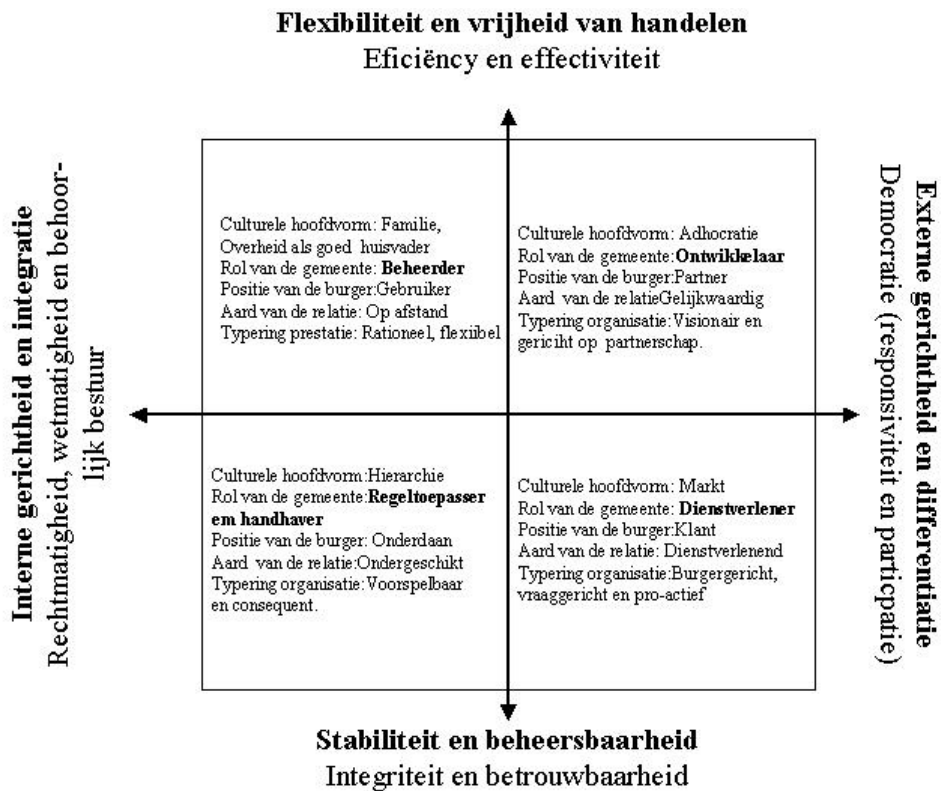 Flexibiliteit en vrijheid van handelen
Eficiëncy en effectiviteit
Interne gerichtheid en integratie
Rechtmatigheid, wetmatigheid en behoor-
lijk bestuur
Culturele hoofdvorm: Familie,
Overheid als goed huisvader
Rol van de gemeente: Beheerder
Positie van de burger:Gebruiker
Aard van de relatie: Op afstand
Typering prestatie: Rationeel, flexiibel
Culturele hoofdvorm: Adhocratie
Rol van de gemeente: Ontwikkelaar
Positie van de burger:Partner
Aard van de relatieGelijkwaardig
Typering organisatie:Visionair en
gericiht op partnerschap.
Externe gerichtheid en differentiatie
Democratie (responsiviteit en particpatie)
Culturele hoofdvorm:Hierarchie
Rol van de gemeente:Regeltoepasser
em handhaver
Positie van de burger: Onderdaan
Aard van de relatie:Ondergeschikt
Typering organisatie:Voorspelbaar
en consequent.
Culturele hoofdvorm: Markt
Rol van de gemeente: Dienstverlener
Positie van de burger:Klant
Aard van de relatie: Dienstverlenend
Typering organisatie:Burgergericht,
vraaggericht en pro-actief
Stabiliteit en beheersbaarheid
Integriteit en betrouwbaarheid